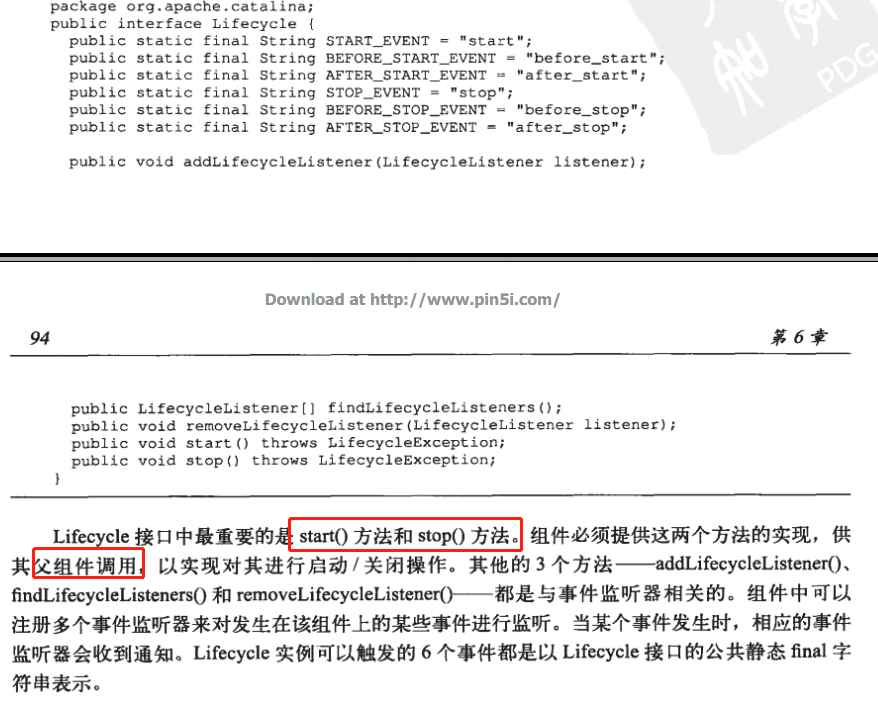 package org.apache.catalina;
public interface Lifecycle {
public static final String START_EVENT = "start";
public static final String BEFORE_START_EVENT = "before_start";
public static final String AFTER_START_EVENT = "after_start";
public static final String STOP_EVENT = "stop";
public static final String BEFORE_STOP_EVENT = "before_stop";
public static final String AFTER_STOP_EVENT = "after_stop";
PDG
public void addLifecycleListener(LifecycleListener listener);
Download at http://www.pin5i.com/
94 第 6 章
public LifecycleListener[] findLifecycleListeners();
public void removeLifecycleListener(LifecycleListener listener);
public void start() throws LifecycleException;
public void stop() throws LifecycleException;
}
Lifecycle 接口中最重要的是 start() 方法和 stop() 方法。组件必须提供这两个方法的实现，供
其父组件调用，以实现对其进行启动 / 关闭操作。其他的 3 个方法——addLifecycleListener()、
findLifecycleListeners() 和 removeLifecycleListener()——都是与事件监听器相关的。组件中可以
注册多个事件监听器来对发生在该组件上的某些事件进行监听。当某个事件发生时，相应的事件
监听器会收到通知。Lifecycle 实例可以触发的 6 个事件都是以 Lifecycle 接口的公共静态 final 字
符串表示。